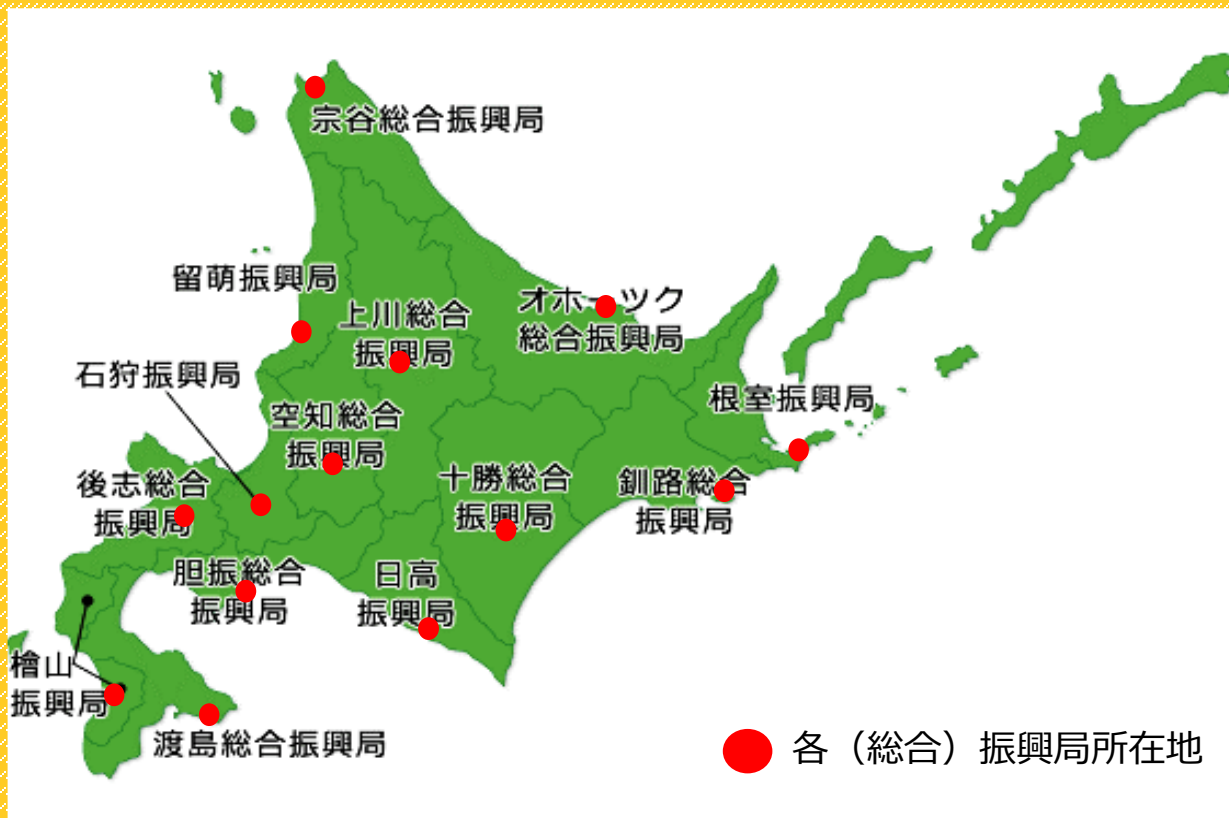 宗谷総合振興局
留萌振興局
上川総合
振興局
オホーツク
総合振興局
石狩振興局
空知総合
振興局
根室振興局
後志総合
振興局
十勝総合
振興局
釧路総合
振興局
胆振総合
振興局
日高
振興局
檜山
振興局
渡島総合振興局
各（総合）振興局所在地